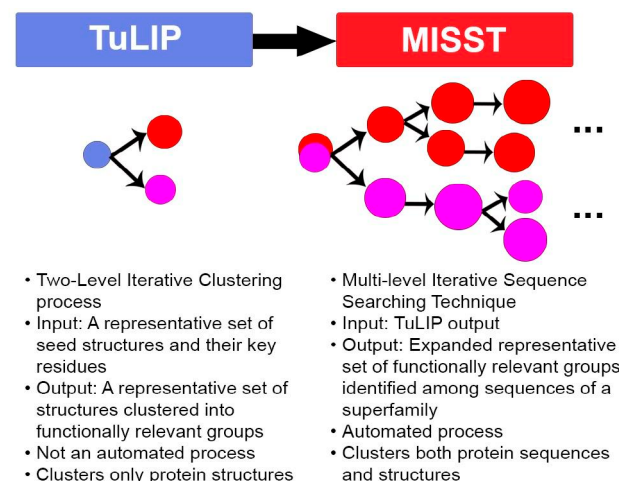 TuLIP
MISST
...
...
• Two-Level Iterative Clustering
process
• Input: A representative set of
seed structures and their key
residues
• Output: A representative set of
structures clustered into
functionally relevant groups
• Not an automated process
• Clusters only protein structures
• Multi-level Iterative Sequence
Searching Technique
• Input: TuLIP output
• Output: Expanded representative
set of functionally relevant groups
identified among sequences of a
superfamily
• Automated process
• Clusters both protein sequences
and structures